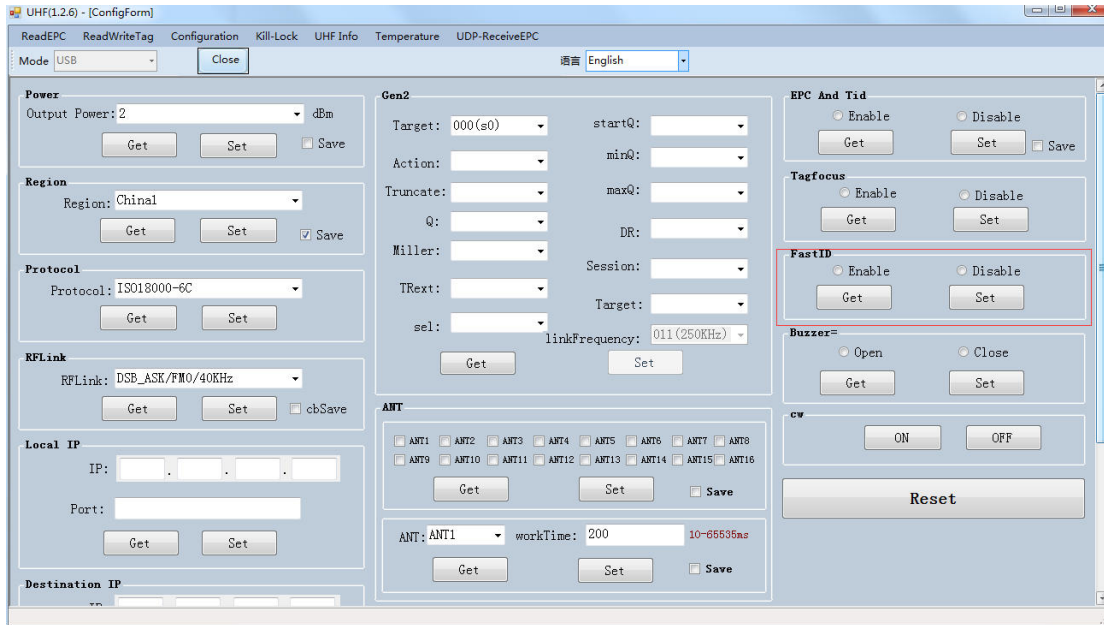 UHF(1.2.6) - [ConfigForm]
ReadEPC ReadWriteTag Configuration Kill-Lock UHF Info Temperature UDP-ReceiveEPC
Mode USB Close 语言 English
Power
Output Power: 2 dBm
Get Set Save
Region
Region: China1
Get Set Save
Protocol
Protocol: ISO18000-6C
Get Set
RFLink
RFLink: DSB_ASK/FM0/40KHz
Get Set cbSave
Local IP
IP: . . .
Port:
Get Set
Destination IP
Gen2
Target: 000(s0) startQ:
Action: minQ:
Truncate: maxQ:
Q: DR:
Miller: Session:
TRext: Target:
sel: linkFrequency: 011(250KHz)
Get Set
ANT
ANT1 ANT2 ANT3 ANT4 ANT5 ANT6 ANT7 ANT8
ANT9 ANT10 ANT11 ANT12 ANT13 ANT14 ANT15 ANT16
Get Set Save
ANT: ANT1 workTime: 200 10-65535ms
Get Set Save
EPC And Tid
Enable Disable
Get Set Save
Tagfocus
Enable Disable
Get Set
FastID
Enable Disable
Get Set
Buzzer=
Open Close
Get Set
cw
ON OFF
Reset